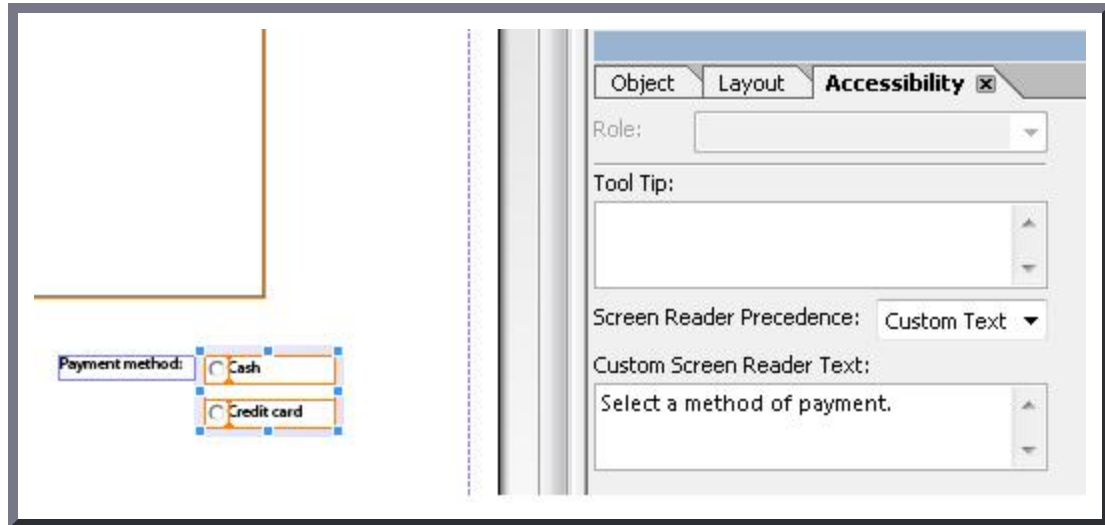 Object Layout Accessibility
Role:
Tool Tip:
Screen Reader Precedence: Custom Text
Payment method: Cash
Custom Screen Reader Text:
Credit card
Select a method of payment.